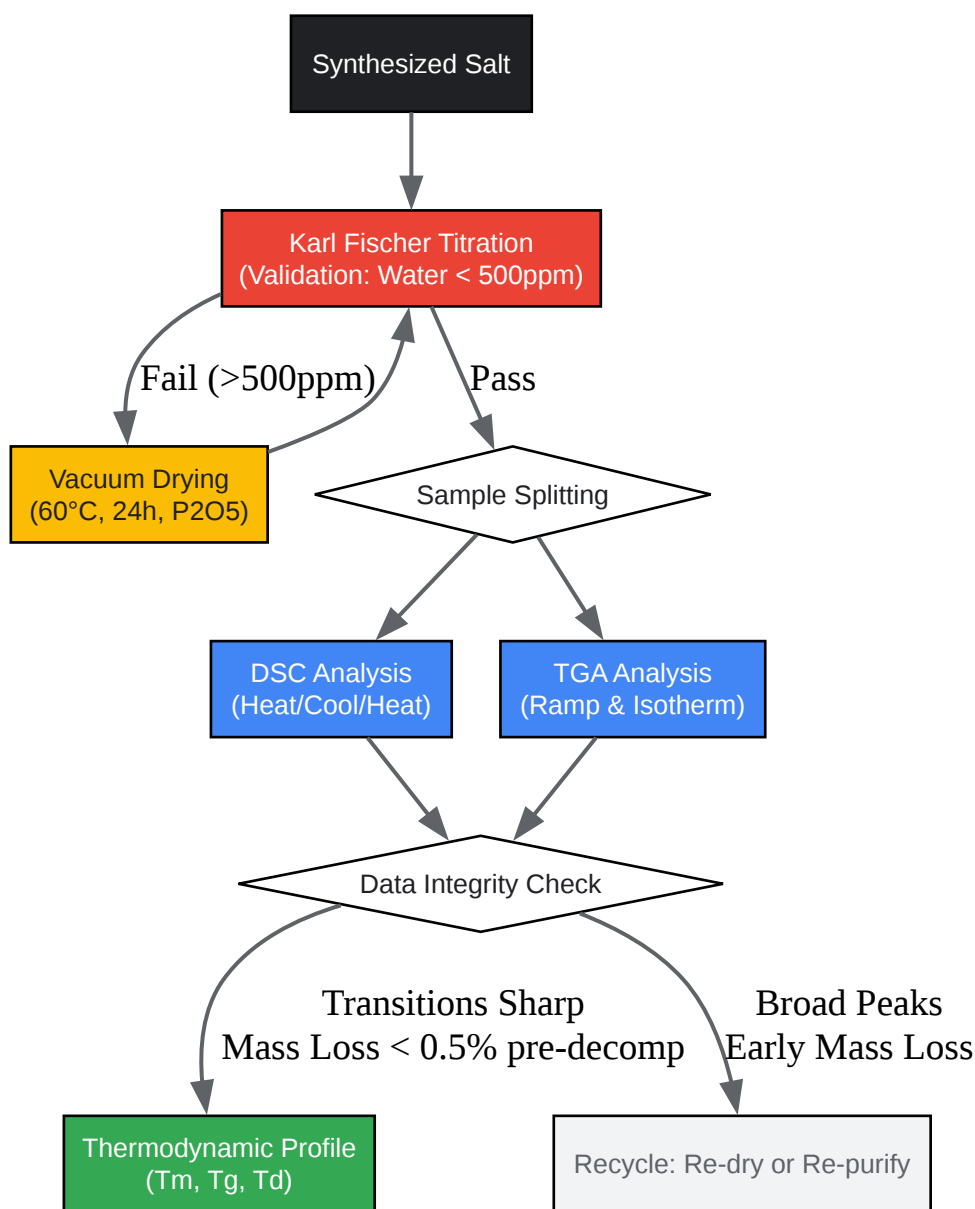 Synthesized Salt
Karl Fischer Titration
(Validation: Water < 500ppm)
Fail (>500ppm)
Pass
Vacuum Drying
(60°C, 24h, P2O5)
Sample Splitting
DSC Analysis
(Heat/Cool/Heat)
TGA Analysis
(Ramp & Isotherm)
Data Integrity Check
Transitions Sharp
Mass Loss < 0.5% pre-decomp
Broad Peaks
Early Mass Loss
Thermodynamic Profile
(Tm, Tg, Td)
Recycle: Re-dry or Re-purify